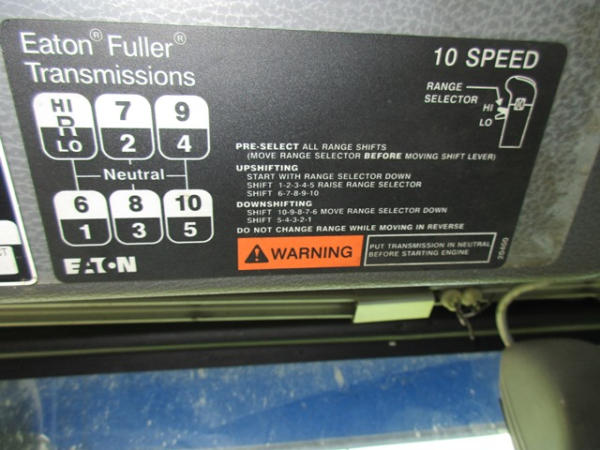 Eaton® Fuller®
Transmissions
10 SPEED
RANGE
SELECTOR
HI
LO
HI 7 9
R
LO 2 4
Neutral
6 8 10
1 3 5
EATON
PRE-SELECT ALL RANGE SHIFTS
(MOVE RANGE SELECTOR BEFORE MOVING SHIFT LEVER)
UPSHIFTING
START WITH RANGE SELECTOR DOWN
SHIFT 1-2-3-4-5 RAISE RANGE SELECTOR
SHIFT 6-7-8-9-10
DOWNSHIFTING
SHIFT 10-9-8-7-6 MOVE RANGE SELECTOR DOWN
SHIFT 5-4-3-2-1
DO NOT CHANGE RANGE WHILE MOVING IN REVERSE
WARNING
PUT TRANSMISSION IN NEUTRAL
BEFORE STARTING ENGINE